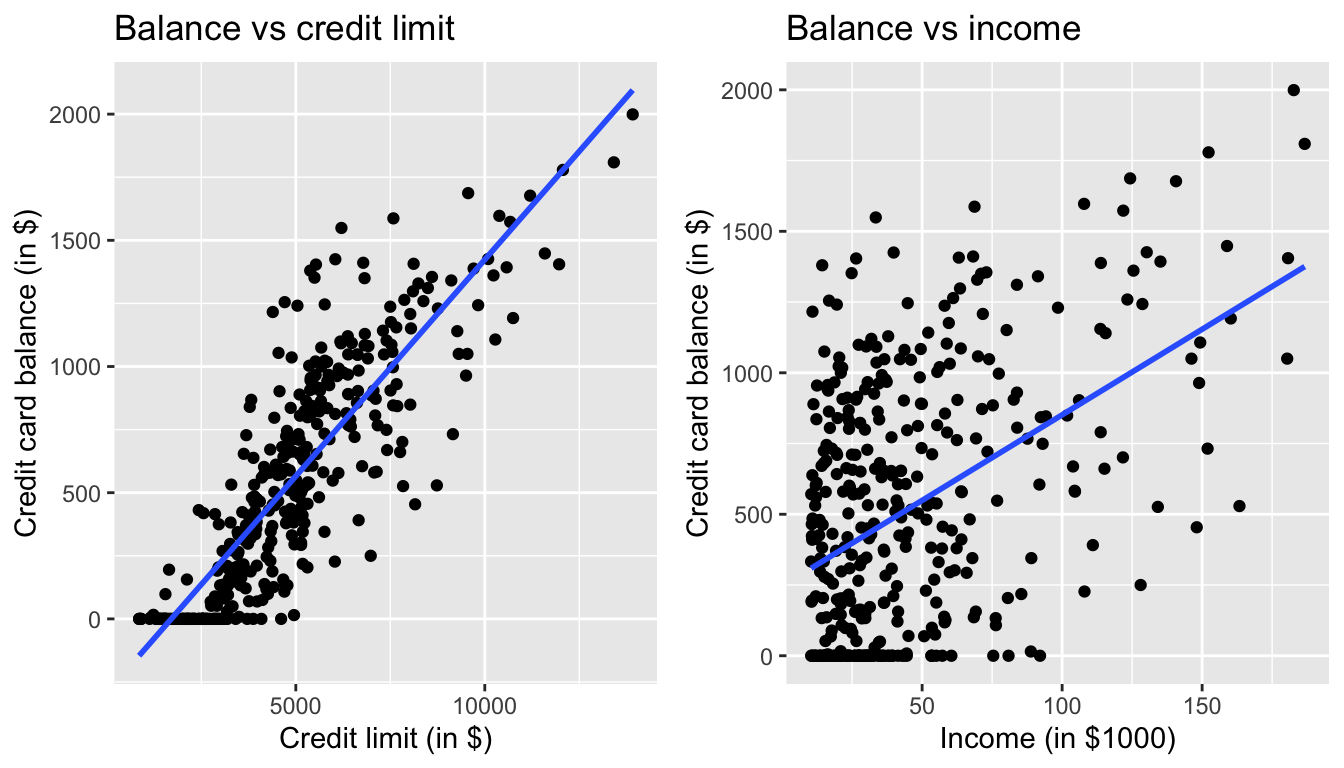 Balance vs credit limit
2000
1500
1000
500
0
5000 10000
Credit limit (in $)
Credit card balance (in $)
Balance vs income
2000
1500
1000
500
0
50 100 150
Income (in $1000)
Credit card balance (in $)